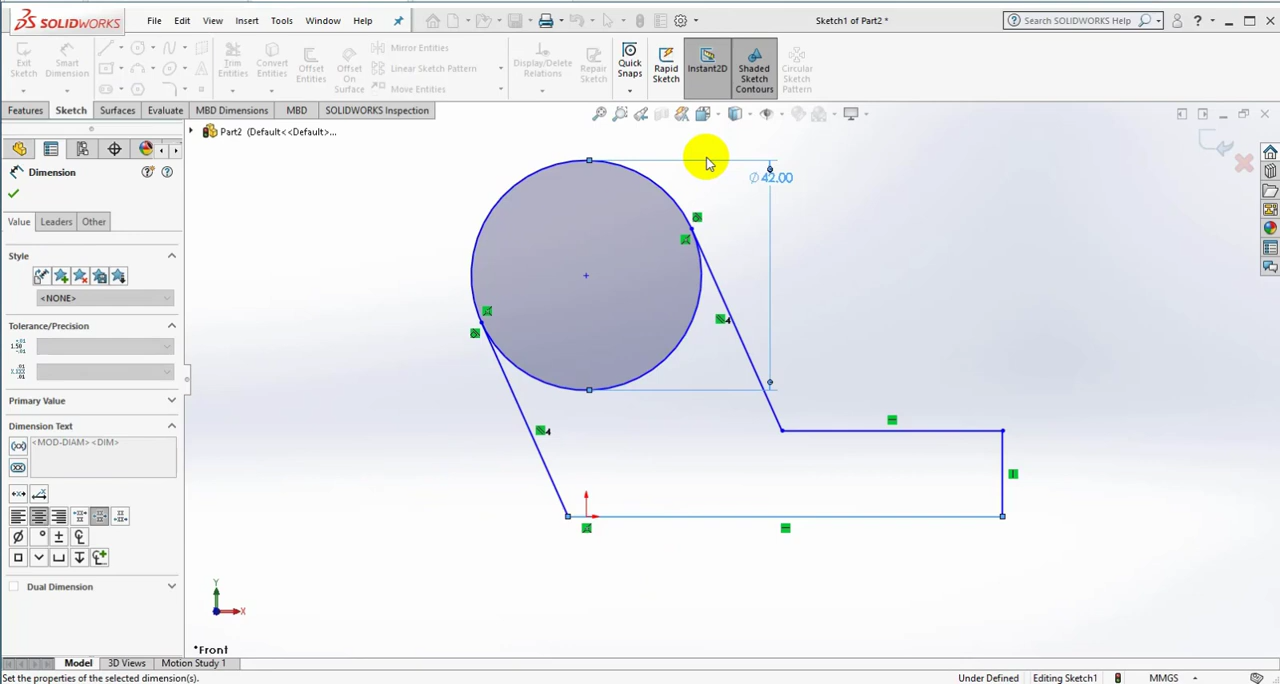 SOLIDWORKS File Edit View Insert Tools Window Help Sketch1 of Part2 * Search SOLIDWORKS Help ?
Exit Sketch Smart Dimension Trim Entities Convert Entities Offset Entities Offset On Surface Mirror Entities Linear Sketch Pattern Move Entities Display/Delete Relations Repair Sketch Quick Snaps Rapid Sketch Instant2D Shaded Sketch Contours Circular Sketch Pattern
Features Sketch Surfaces Evaluate MBD Dimensions MBD SOLIDWORKS Inspection
Part2 (Default<<Default>...
Dimension
Value Leaders Other
Style
<NONE>
Tolerance/Precision
Primary Value
Dimension Text
<MOD-DIAM> <DIM>
Dual Dimension
∅42.00
4
4
Y
X
*Front
Model 3D Views Motion Study 1
Set the properties of the selected dimension(s). Under Defined Editing Sketch1 MMGS